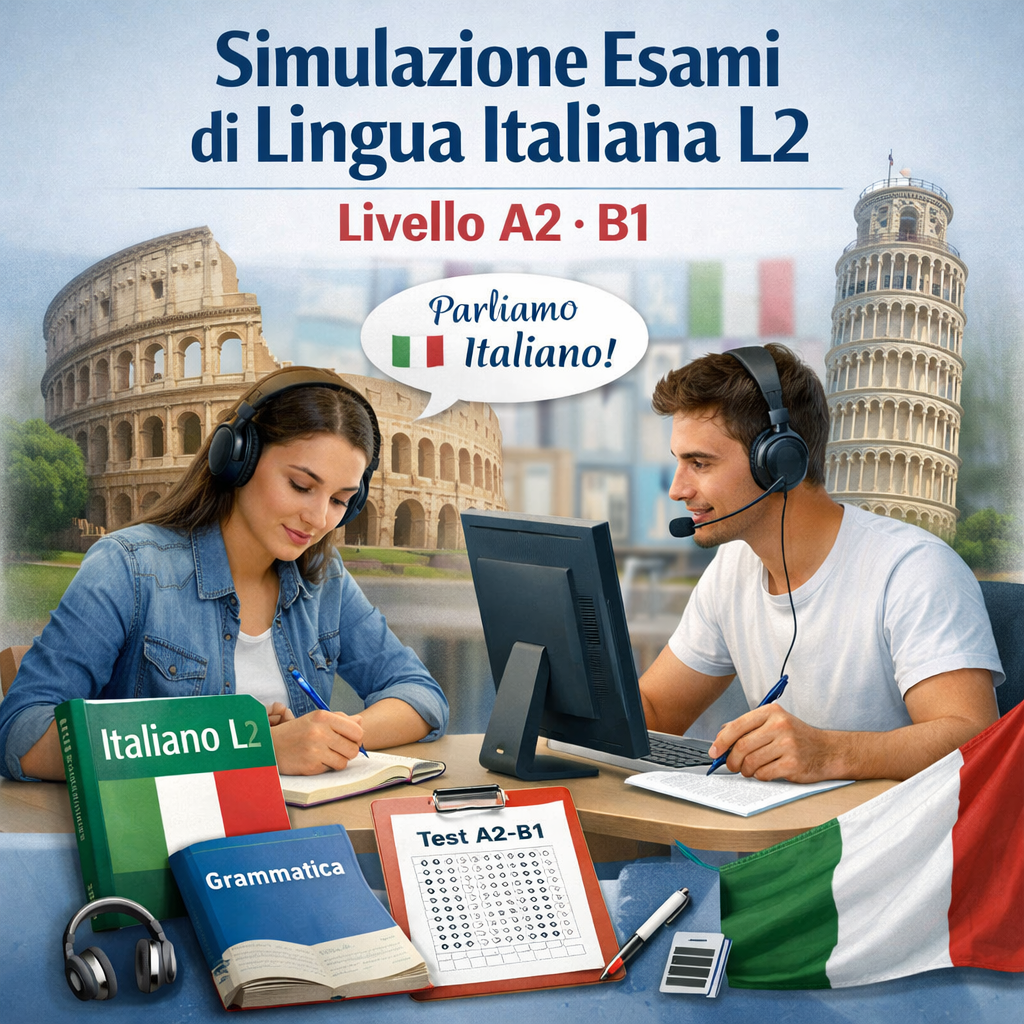 Simulazione Esami
di Lingua Italiana L2
Livello A2 · B1
Parliamo
Italiano!
Italiano L2
Grammatica
Test A2-B1